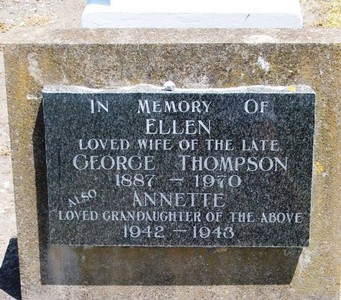 In Memory Of
ELLEN
LOVED WIFE OF THE LATE
GEORGE THOMPSON
1887 — 1970
ALSO ANNETTE
LOVED GRANDAUGHTER OF THE ABOVE
1942 — 1943